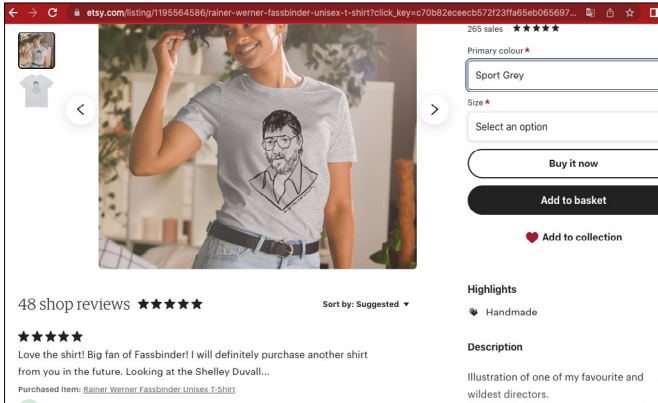 etsy.com/listing/1195564586/rainer-werner-fassbinder-unisex-t-shirt?click_key=c70b82eceecb572f23ffa65eb065697...
265 sales ★★★★★
Primary colour *
Sport Grey
Size *
Select an option
Buy it now
Add to basket
Add to collection
48 shop reviews ★★★★★
Sort by: Suggested
★★★★★
Love the shirt! Big fan of Fassbinder! I will definitely purchase another shirt
from you in the future. Looking at the Shelley Duvall...
Purchased item: Rainer Werner Fassbinder Unisex T-Shirt
Highlights
Handmade
Description
Illustration of one of my favourite and
wildest directors.